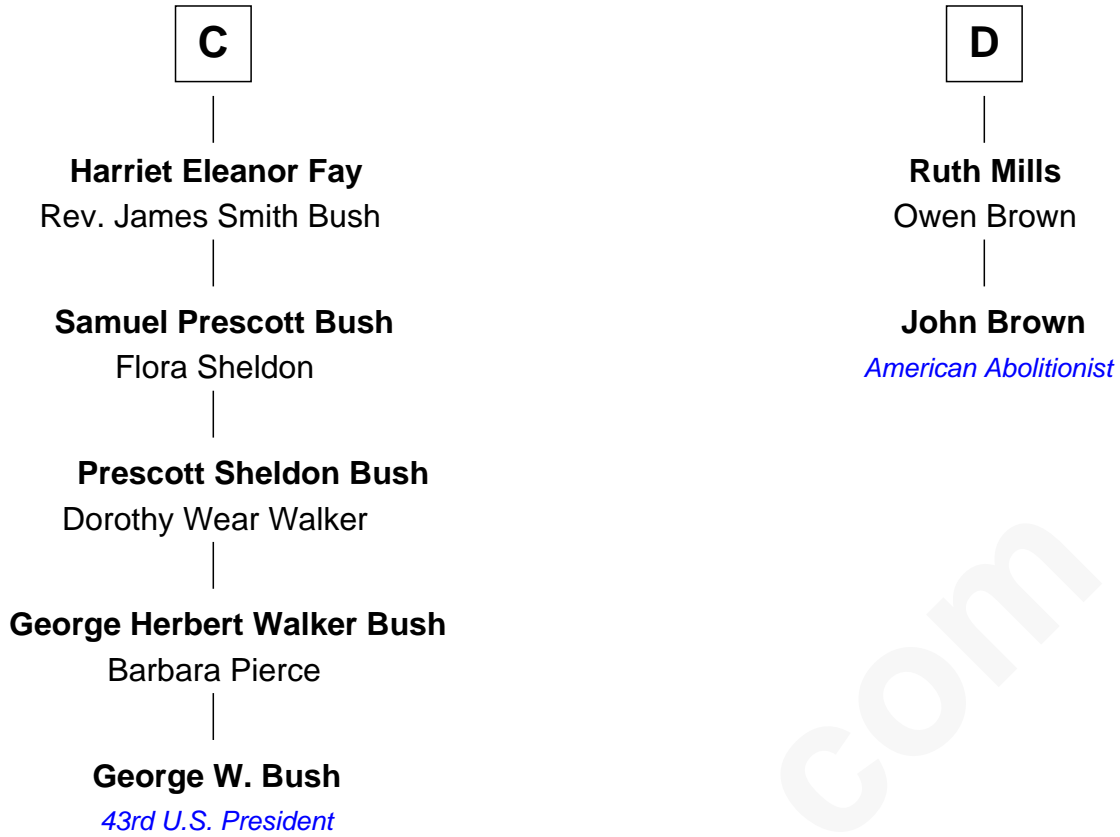 C
Harriet Eleanor Fay
Rev. James Smith Bush
Samuel Prescott Bush
Flora Sheldon
Prescott Sheldon Bush
Dorothy Wear Walker
George Herbert Walker Bush
Barbara Pierce
George W. Bush
43rd U.S. President
D
Ruth Mills
Owen Brown
John Brown
American Abolitionist
com